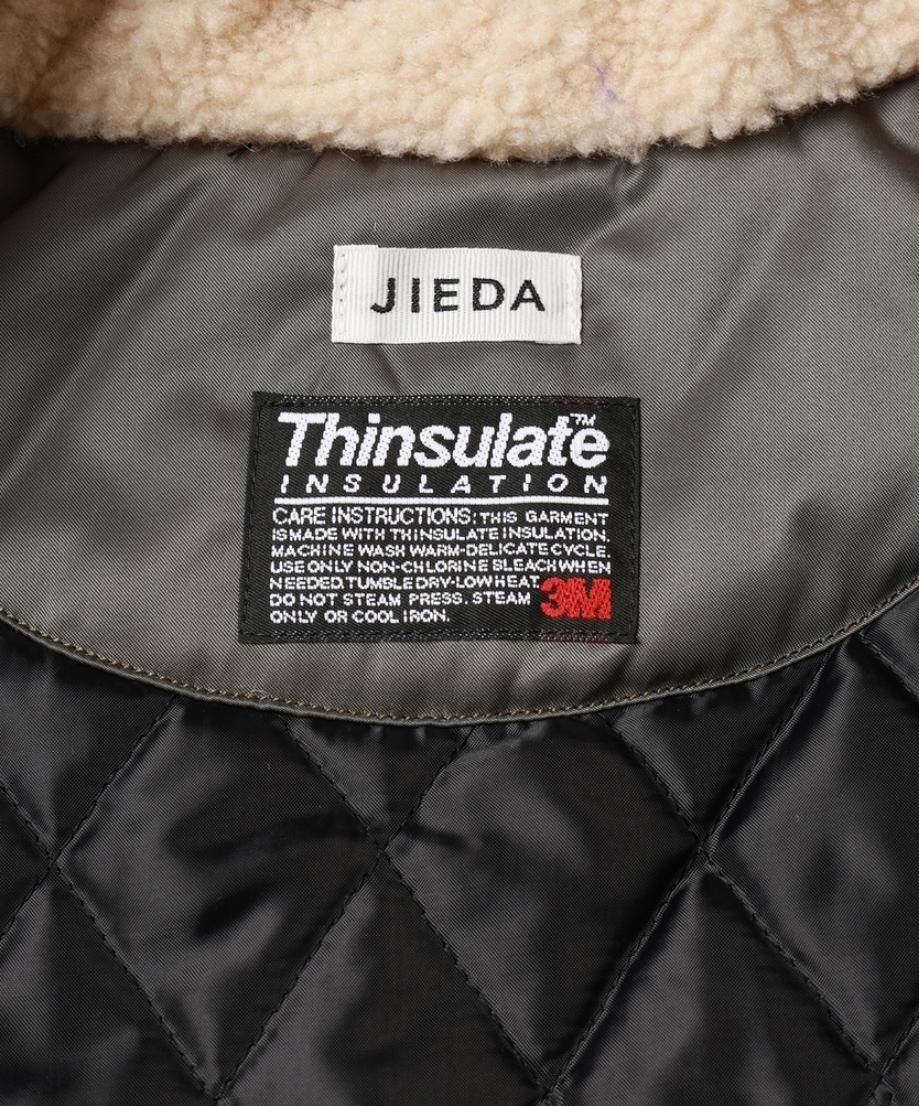 JIEDA
Thinsulate™
INSULATION
CARE INSTRUCTIONS: THIS GARMENT
IS MADE WITH THINSULATE INSULATION.
MACHINE WASH WARM-DELICATE CYCLE.
USE ONLY NON-CHLORINE BLEACH WHEN
NEEDED. TUMBLE DRY-LOW HEAT.
DO NOT STEAM PRESS. STEAM
ONLY OR COOL IRON.
3M